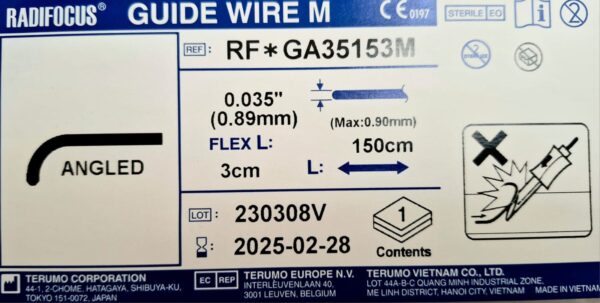 RADIFOCUS® GUIDE WIRE M CE 0197 STERILE EO
REF: RF*GA35153M
0.035"
(0.89mm)
(Max:0.90mm)
FLEX L: 150cm
3cm L:
ANGLED
LOT: 230308V
1
2025-02-28
Contents
TERUMO CORPORATION
44-1, 2-CHOME, HATAGAYA, SHIBUYA-KU,
TOKYO 151-0072, JAPAN
EC REP TERUMO EUROPE N.V.
INTERLEUVENLAAN 40,
3001 LEUVEN, BELGIUM
TERUMO VIETNAM CO., LTD.
LOT 44A-B-C QUANG MINH INDUSTRIAL ZONE,
ME LINH DISTRICT, HANOI CITY, VIETNAM